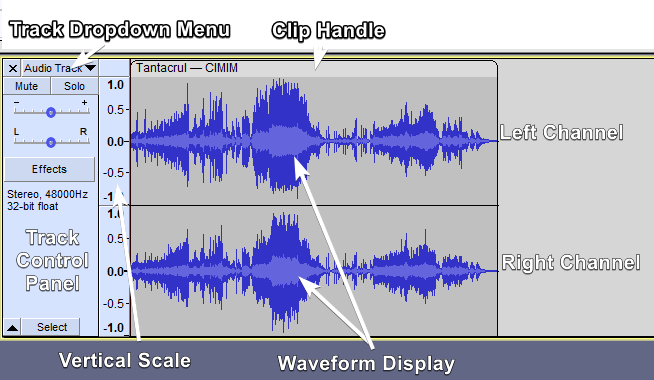 Track Dropdown Menu
Clip Handle
× Audio Track ▼
Tantacrul — CIMIM
Mute Solo
- +
L R
Effects
Stereo, 48000Hz
32-bit float
Track
Control
Panel
▲ Select
1.0
0.5
0.0
-0.5
-1.0
1.0
0.5
0.0
-0.5
-1.0
Left Channel
Right Channel
Vertical Scale
Waveform Display